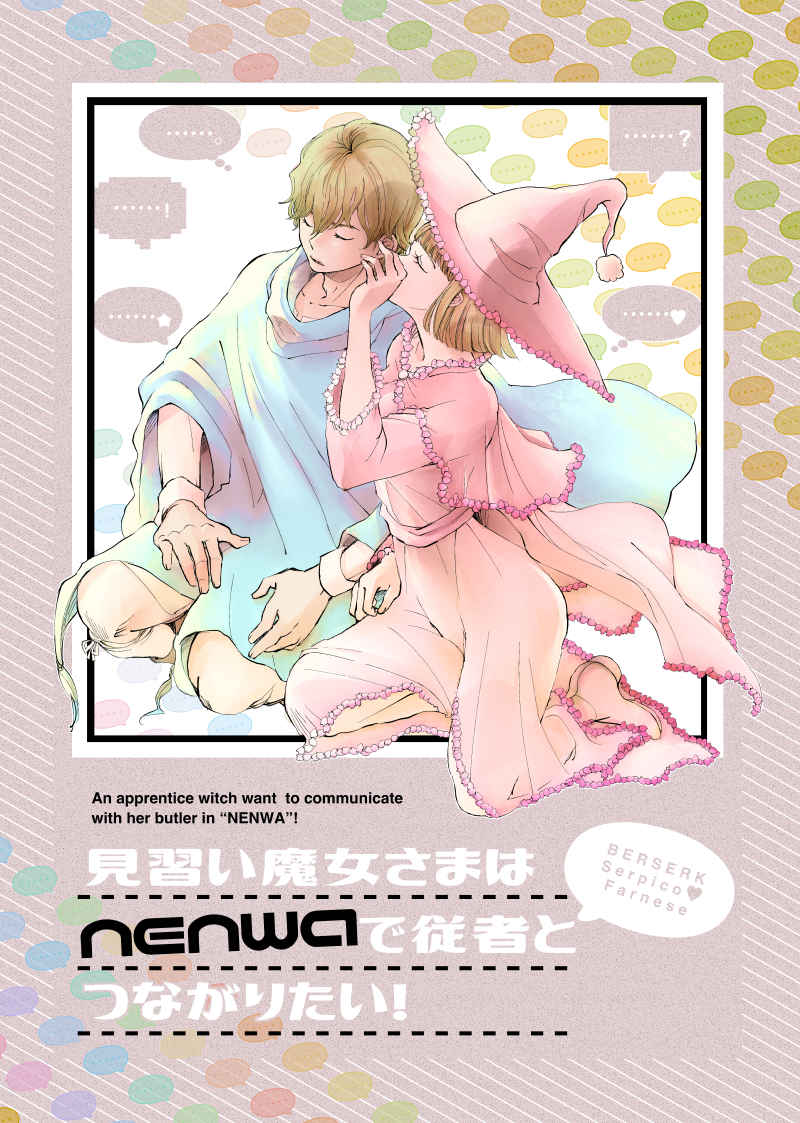 ......。
......?
......!
......★
......♥
An apprentice witch want to communicate
with her butler in “NENWA”!
見習い魔女さまは
nenwaで従者と
つながりたい!
BERSERK
Serpico♥
Farnese